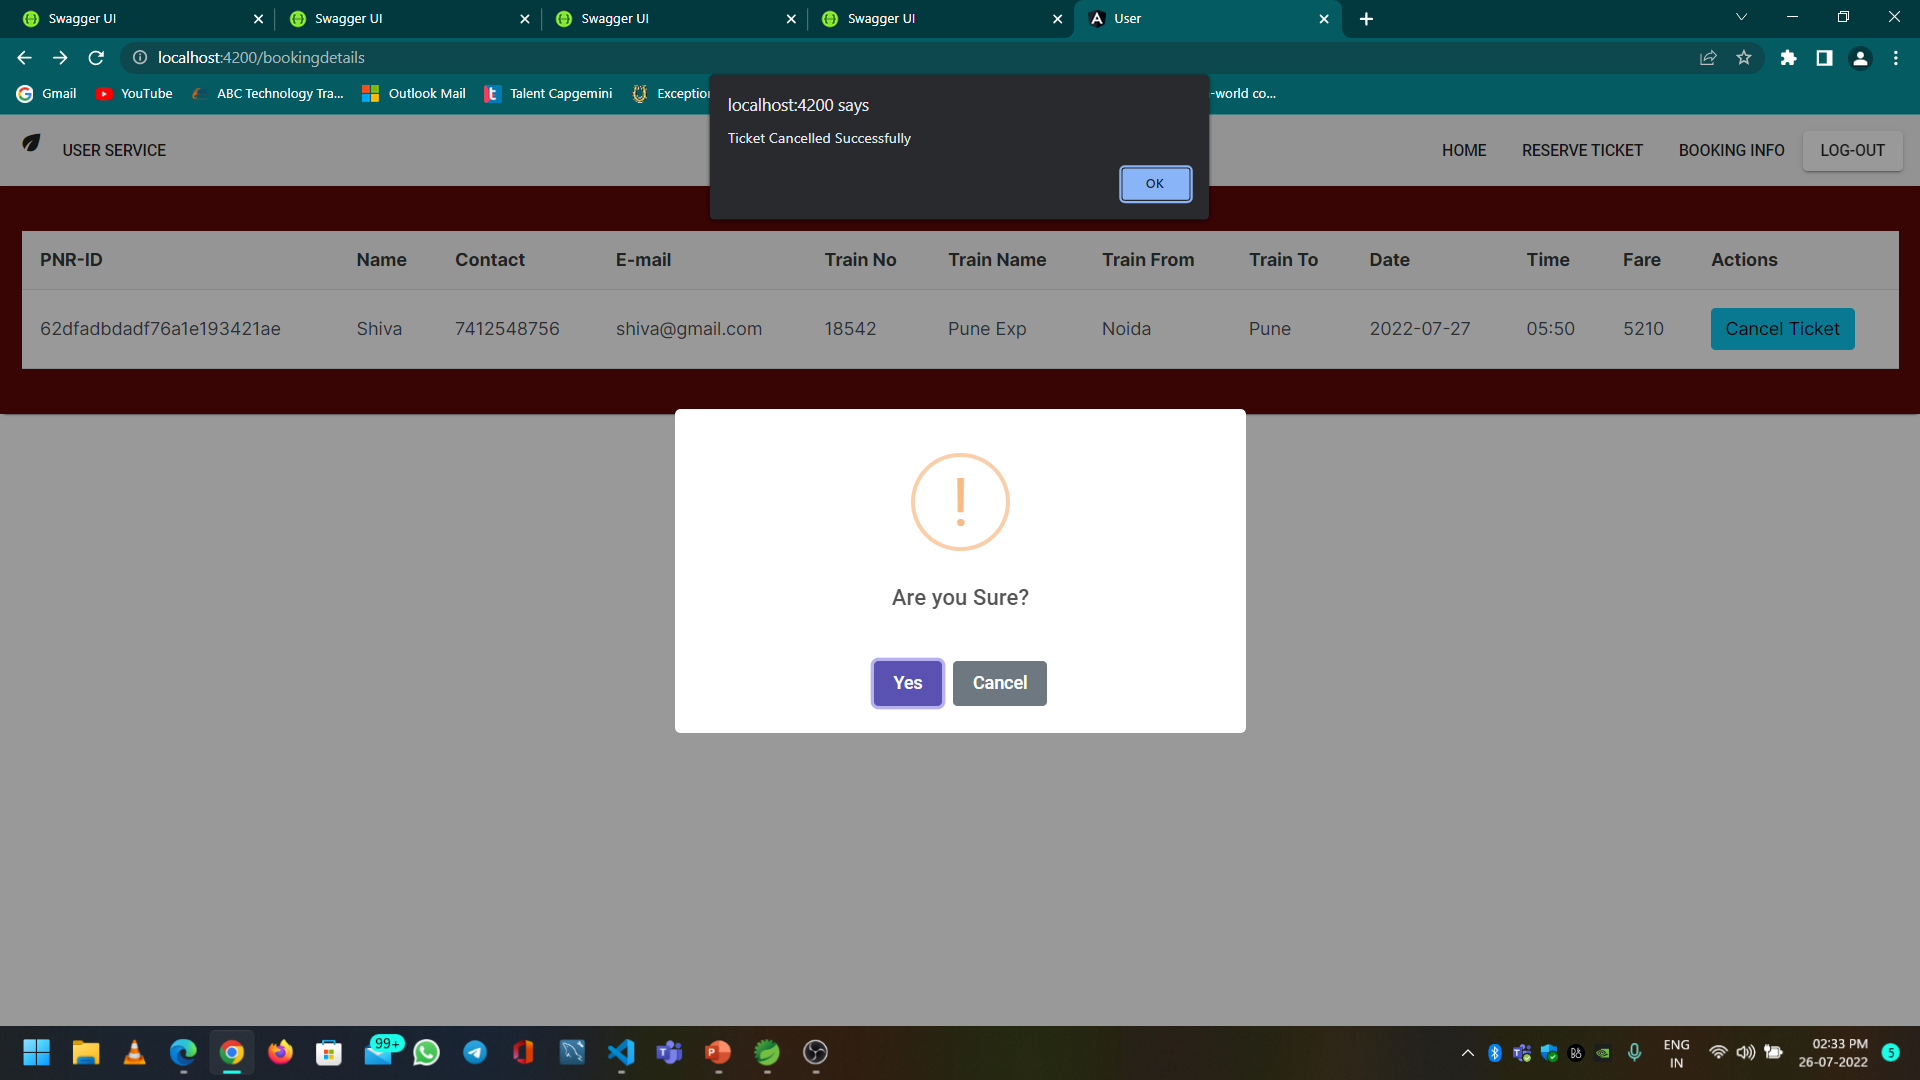 Swagger UI
Swagger UI
Swagger UI
Swagger UI
User
localhost:4200/bookingdetails
Gmail
YouTube
ABC Technology Tra...
Outlook Mail
Talent Capgemini
Exception
-world co...
localhost:4200 says
Ticket Cancelled Successfully
OK
USER SERVICE
HOME
RESERVE TICKET
BOOKING INFO
LOG-OUT
PNR-ID Name Contact E-mail Train No Train Name Train From Train To Date Time Fare Actions
62dfadbdadf76a1e193421ae Shiva 7412548756 shiva@gmail.com 18542 Pune Exp Noida Pune 2022-07-27 05:50 5210 Cancel Ticket
!
Are you Sure?
Yes
Cancel
99+
ENG
IN
02:33 PM
26-07-2022
5